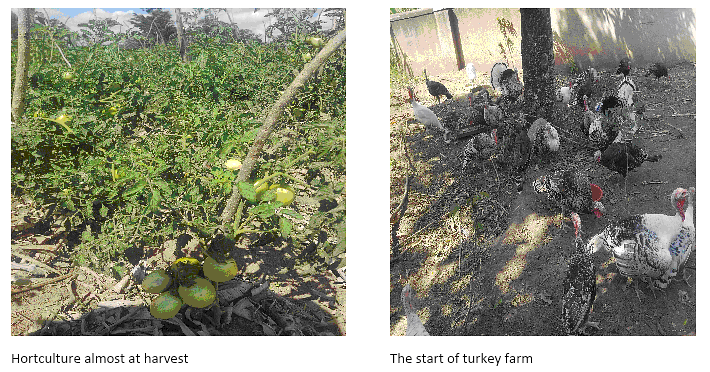 Hortculture almost at harvest
The start of turkey farm